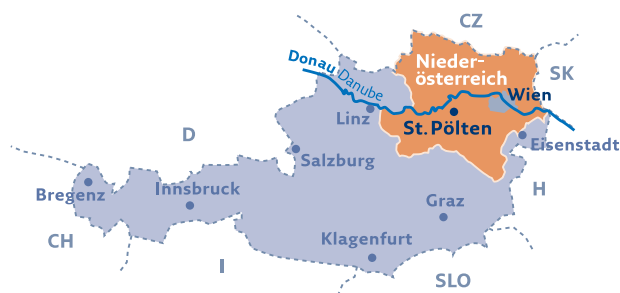 CZ
Nieder-
österreich
SK
Donau Danube
Wien
Linz
St. Pölten
D
Eisenstadt
Salzburg
Bregenz
Innsbruck
H
Graz
CH
Klagenfurt
I
SLO